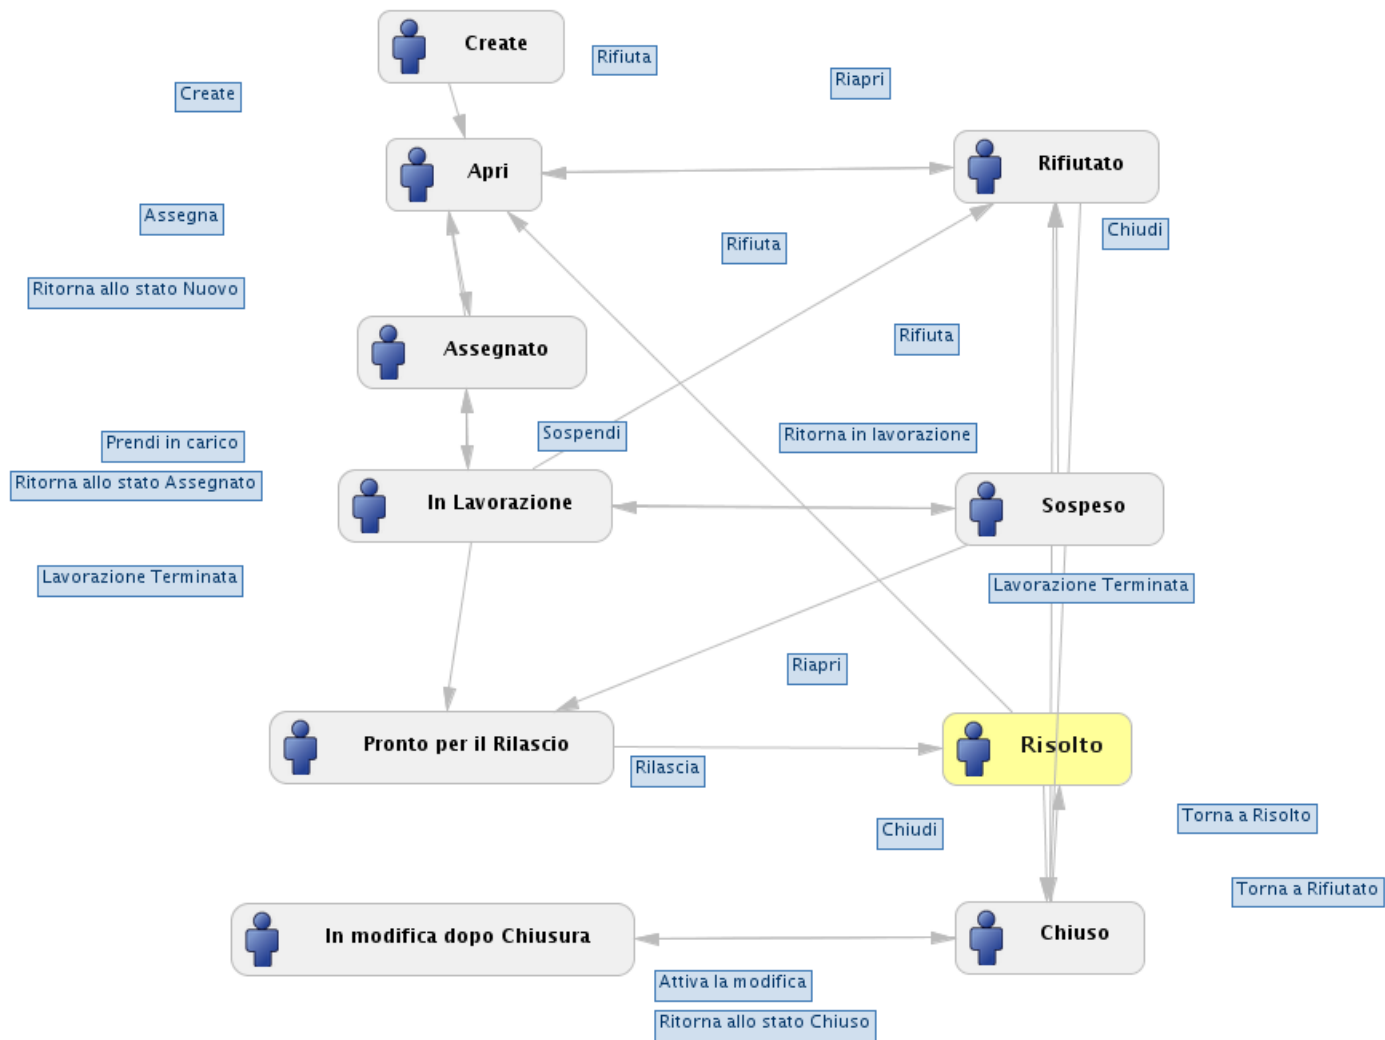 Create
Rifiuta
Riapri
Create
Apri
Rifiutato
Assegna
Chiudi
Rifiuta
Ritorna allo stato Nuovo
Assegnato
Rifiuta
Prendi in carico
Sospendi
Ritorna in lavorazione
Ritorna allo stato Assegnato
In Lavorazione
Sospeso
Lavorazione Terminata
Lavorazione Terminata
Riapri
Pronto per il Rilascio
Risolto
Rilascia
Chiudi
Torna a Risolto
Torna a Rifiutato
In modifica dopo Chiusura
Chiuso
Attiva la modifica
Ritorna allo stato Chiuso